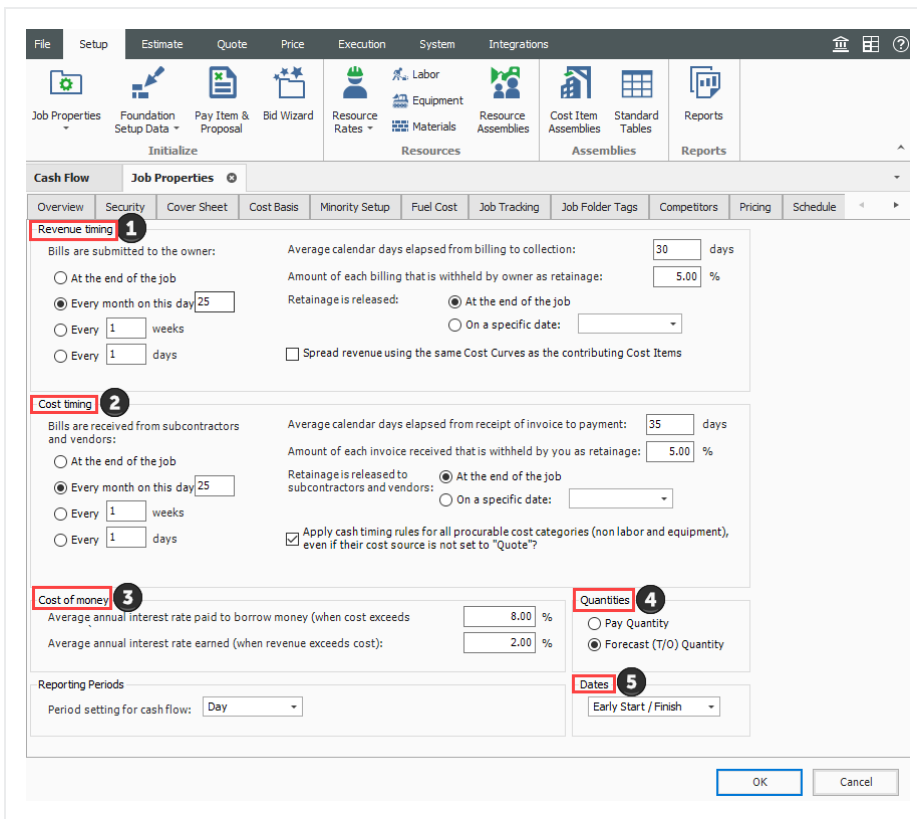 File Setup Estimate Quote Price Execution System Integrations
Job Properties
Foundation Setup Data
Pay Item & Proposal
Bid Wizard
Initialize
Resource Rates
Labor
Equipment
Materials
Resource Assemblies
Resources
Cost Item Assemblies
Standard Tables
Assemblies
Reports
Reports
Cash Flow Job Properties
Overview Security Cover Sheet Cost Basis Minority Setup Fuel Cost Job Tracking Job Folder Tags Competitors Pricing Schedule
Revenue timing 1
Bills are submitted to the owner:
At the end of the job
Every month on this day 25
Every 1 weeks
Every 1 days
Average calendar days elapsed from billing to collection: 30 days
Amount of each billing that is withheld by owner as retainage: 5.00 %
Retainage is released: At the end of the job
On a specific date:
Spread revenue using the same Cost Curves as the contributing Cost Items
Cost timing 2
Bills are received from subcontractors
and vendors:
At the end of the job
Every month on this day 25
Every 1 weeks
Every 1 days
Average calendar days elapsed from receipt of invoice to payment: 35 days
Amount of each invoice received that is withheld by you as retainage: 5.00 %
Retainage is released to
subcontractors and vendors:
At the end of the job
On a specific date:
Apply cash timing rules for all procurable cost categories (non labor and equipment),
even if their cost source is not set to "Quote"?
Cost of money 3
Average annual interest rate paid to borrow money (when cost exceeds 8.00 %
Average annual interest rate earned (when revenue exceeds cost): 2.00 %
Quantities 4
Pay Quantity
Forecast (T/O) Quantity
Reporting Periods
Period setting for cash flow: Day
Dates 5
Early Start / Finish
OK Cancel